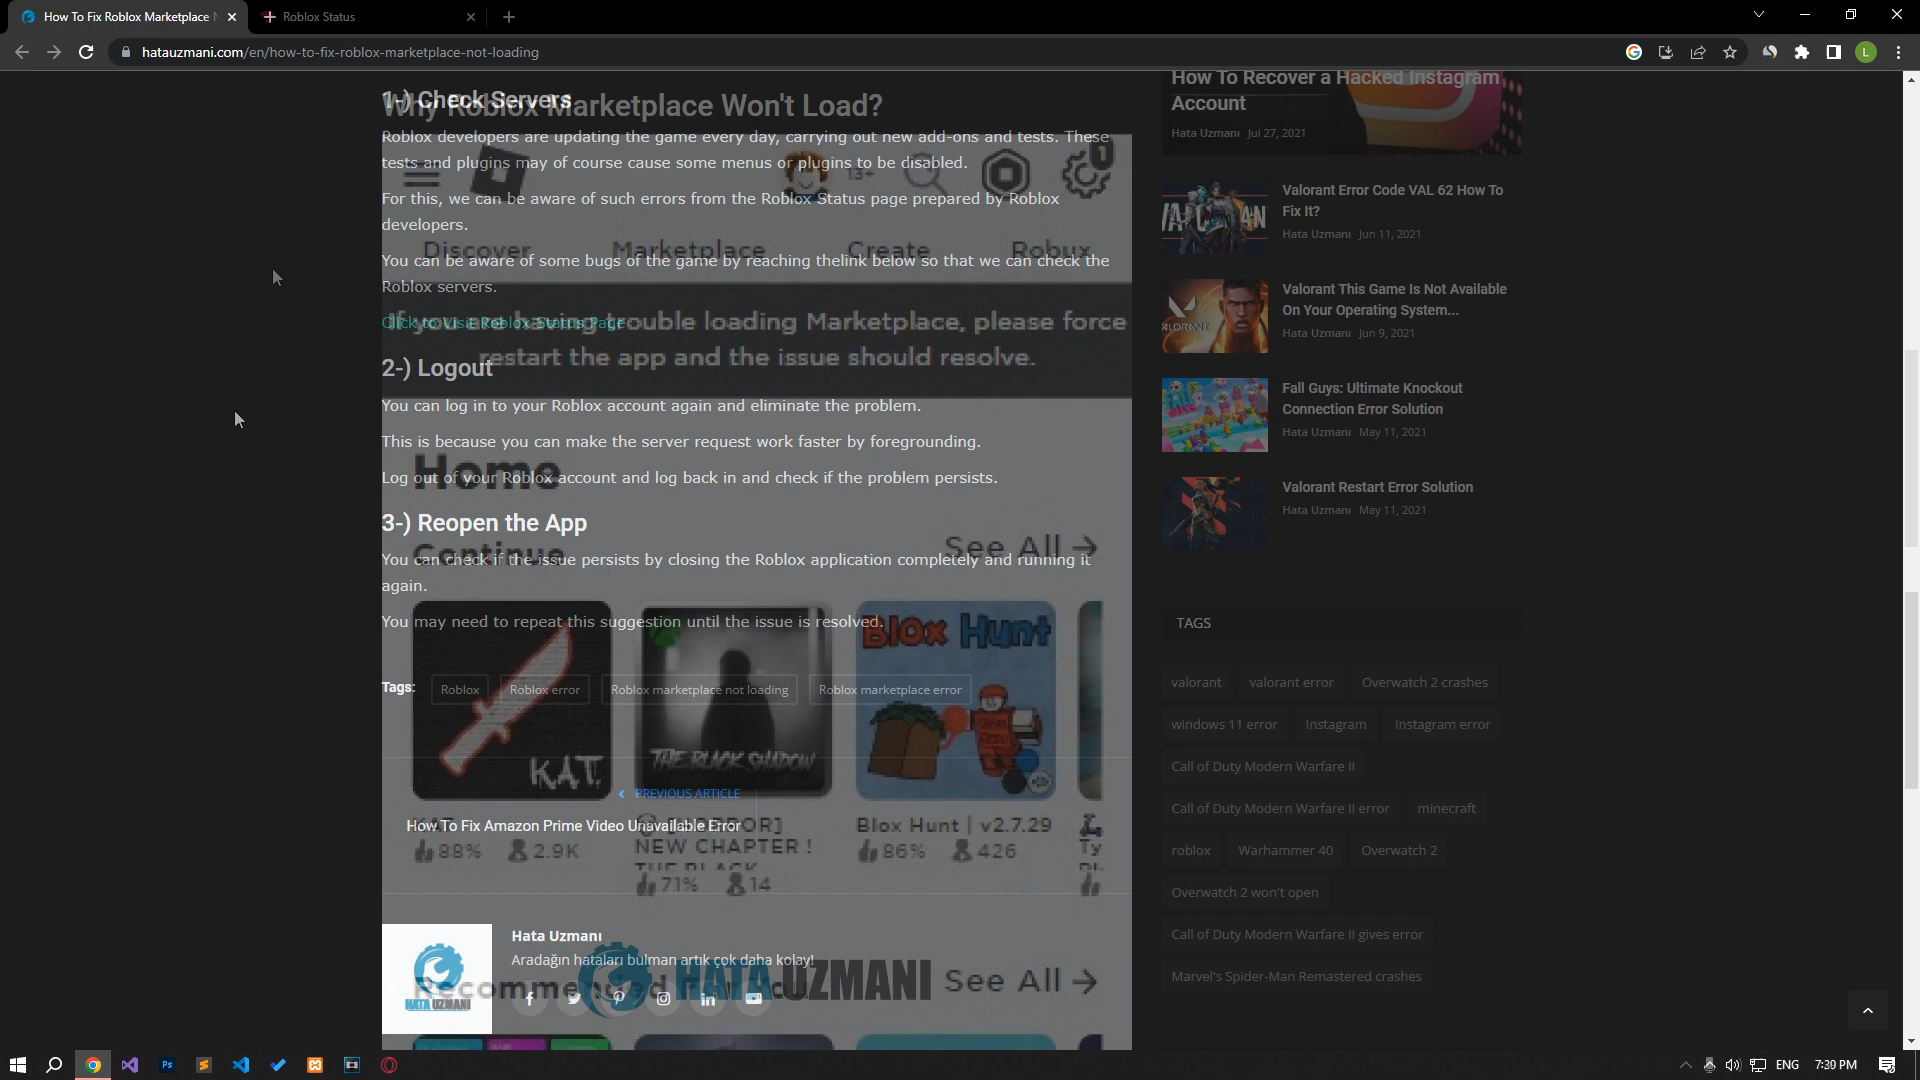 How To Fix Roblox Marketplace N
Roblox Status
hatauzmani.com/en/how-to-fix-roblox-marketplace-not-loading
L
1-) Check Servers
Why Roblox Marketplace Won't Load?
Roblox developers are updating the game every day, carrying out new add-ons and tests. These
tests and plugins may of course cause some menus or plugins to be disabled.
13+
1
For this, we can be aware of such errors from the Roblox Status page prepared by Roblox
developers.
Discover Marketplace Create Robux
You can be aware of some bugs of the game by reaching thelink below so that we can check the
Roblox servers.
Click to Visit Roblox Status Page
If you are having trouble loading Marketplace, please force
restart the app and the issue should resolve.
2-) Logout
You can log in to your Roblox account again and eliminate the problem.
This is because you can make the server request work faster by foregrounding.
Home
Log out of your Roblox account and log back in and check if the problem persists.
3-) Reopen the App
Continue See All →
You can check if the issue persists by closing the Roblox application completely and running it
again.
You may need to repeat this suggestion until the issue is resolved.
Blox Hunt
Tags: Roblox Roblox error Roblox marketplace not loading Roblox marketplace error
KAT. THE BLACK SHADOW
PREVIOUS ARTICLE
How To Fix Amazon Prime Video Unavailable Error
KAT [HORROR] Blox Hunt | v2.7.29
NEW CHAPTER ! Ty
THE BLACK
88% 2.9K 86% 426
71% 14
Hata Uzmanı
Aradağın hataları bulman artık çok daha kolay!
HATA UZMANI
HATA UZMANI
Recommended For You See All →
How To Recover a Hacked Instagram
Account
Hata Uzmanı Jul 27, 2021
VALORANT
Valorant Error Code VAL 62 How To
Fix It?
Hata Uzmanı Jun 11, 2021
VALORANT
Valorant This Game Is Not Available
On Your Operating System...
Hata Uzmanı Jun 9, 2021
Fall Guys: Ultimate Knockout
Connection Error Solution
Hata Uzmanı May 11, 2021
Valorant Restart Error Solution
Hata Uzmanı May 11, 2021
TAGS
valorant valorant error Overwatch 2 crashes
windows 11 error Instagram Instagram error
Call of Duty Modern Warfare II
Call of Duty Modern Warfare II error minecraft
roblox Warhammer 40 Overwatch 2
Overwatch 2 won't open
Call of Duty Modern Warfare II gives error
Marvel's Spider-Man Remastered crashes
Ps
ENG 7:30 PM